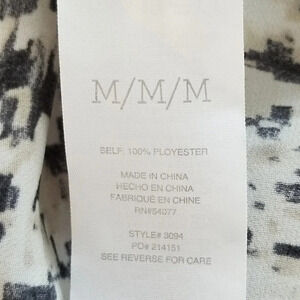 M/M/M
SELF: 100% PLOYESTER
MADE IN CHINA
HECHO EN CHINA
FABRIQUÉ EN CHINE
RN#54077
STYLE# 3094
PO# 214151
SEE REVERSE FOR CARE